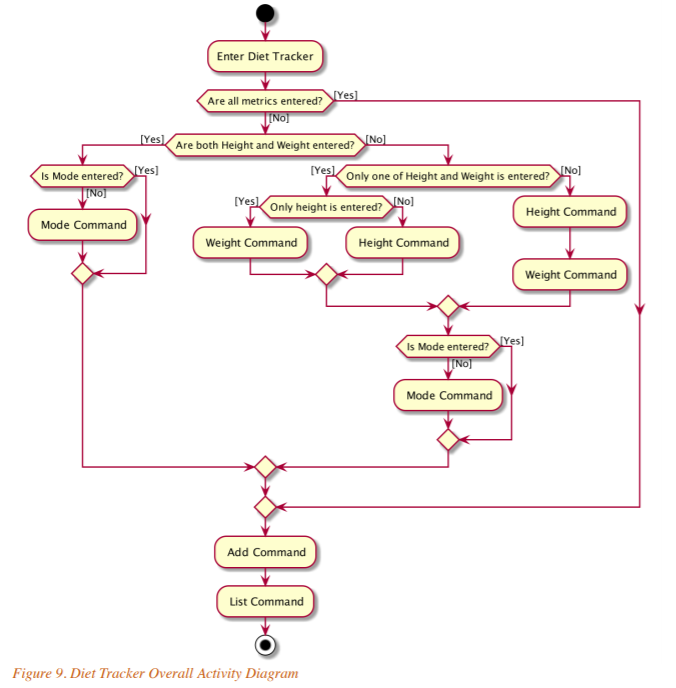 Enter Diet Tracker
Are all metrics entered?
[Yes]
[No]
[Yes]
Are both Height and Weight entered?
[No]
Is Mode entered?
[Yes]
[No]
Mode Command
[Yes]
Only one of Height and Weight is entered?
[No]
[Yes]
Only height is entered?
[No]
Weight Command
Height Command
Height Command
Weight Command
Is Mode entered?
[Yes]
[No]
Mode Command
Add Command
List Command
Figure 9. Diet Tracker Overall Activity Diagram